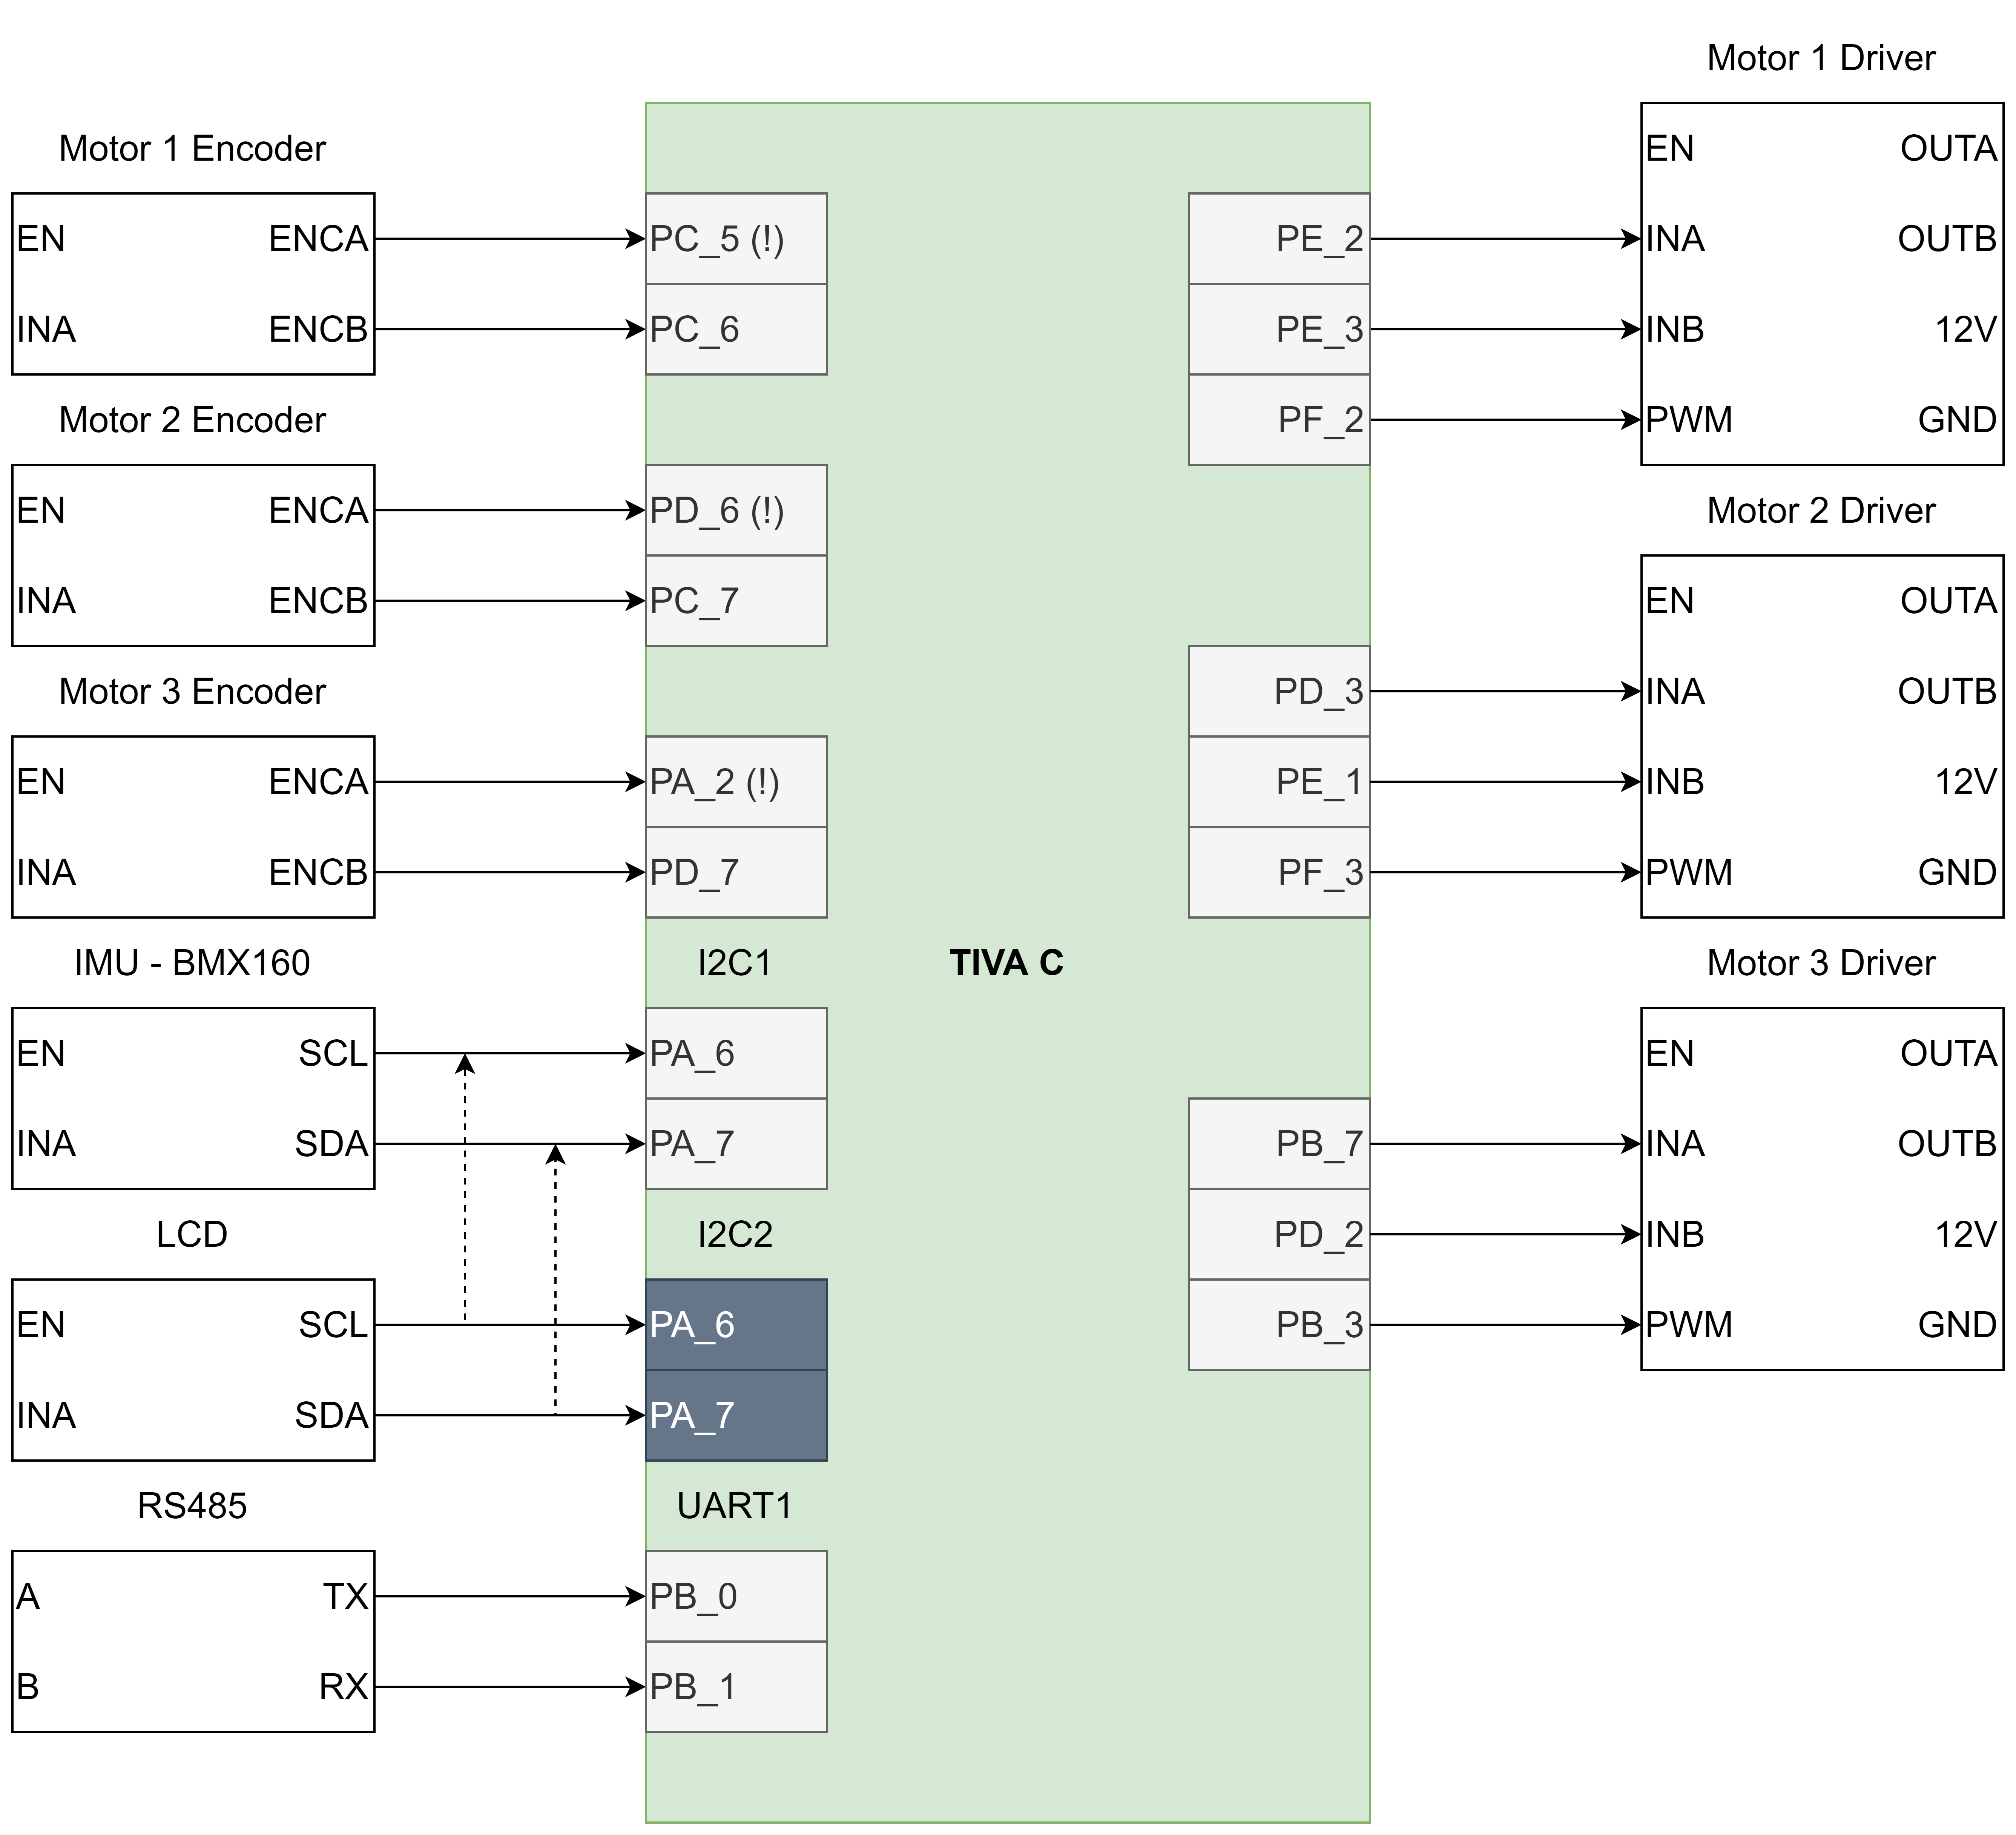 Motor 1 Encoder
EN ENCA
INA ENCB
Motor 2 Encoder
EN ENCA
INA ENCB
Motor 3 Encoder
EN ENCA
INA ENCB
IMU - BMX160
EN SCL
INA SDA
LCD
EN SCL
INA SDA
RS485
A TX
B RX
PC_5 (!)
PC_6
PD_6 (!)
PC_7
PA_2 (!)
PD_7
I2C1
PA_6
PA_7
I2C2
PA_6
PA_7
UART1
PB_0
PB_1
TIVA C
PE_2
PE_3
PF_2
PD_3
PE_1
PF_3
PB_7
PD_2
PB_3
Motor 1 Driver
EN OUTA
INA OUTB
INB 12V
PWM GND
Motor 2 Driver
EN OUTA
INA OUTB
INB 12V
PWM GND
Motor 3 Driver
EN OUTA
INA OUTB
INB 12V
PWM GND